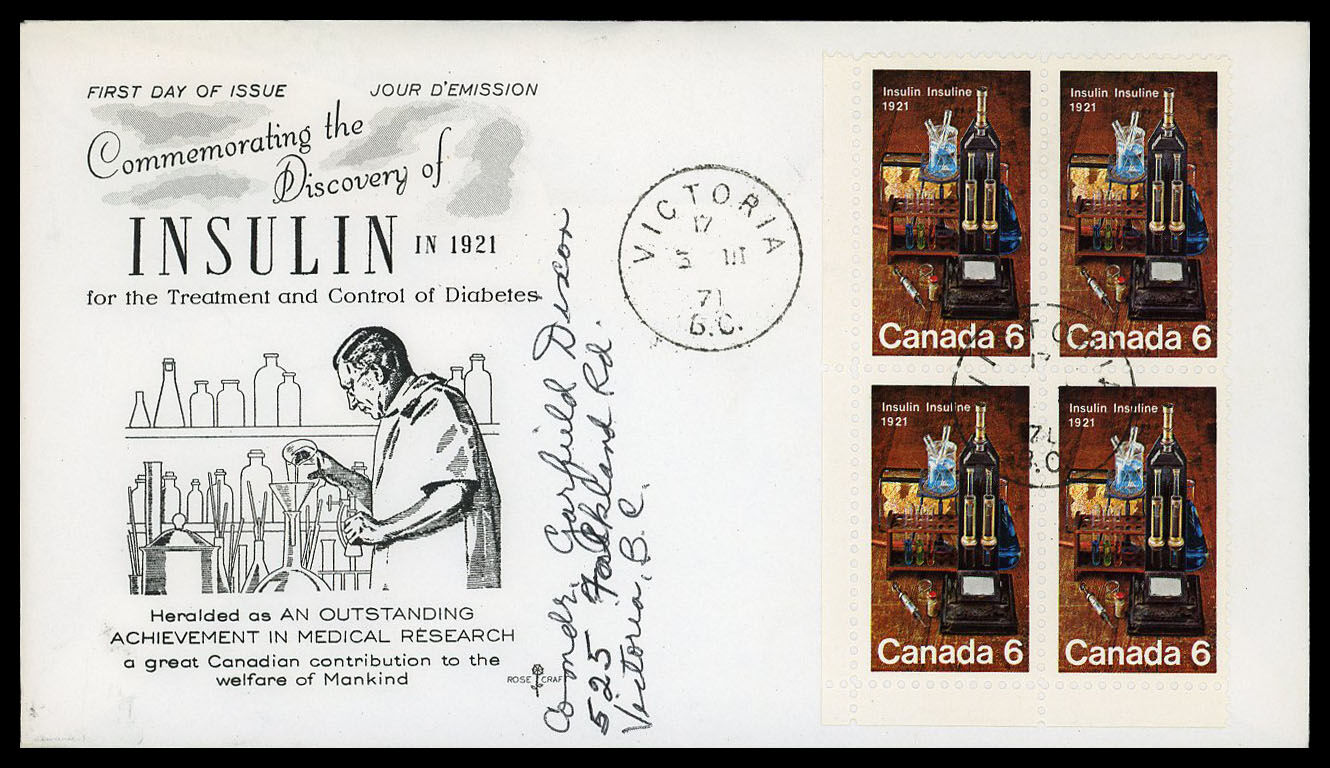 FIRST DAY OF ISSUE JOUR D'EMISSION
Commemorating the
Discovery of
INSULIN IN 1921
for the Treatment and Control of Diabetes
Heralded as AN OUTSTANDING
ACHIEVEMENT IN MEDICAL RESEARCH
a great Canadian contribution to the
welfare of Mankind
ROSE CRAFT
Comdr. Garfield Dixon
525 Falkland Rd.
Victoria, B.C.
VICTORIA
17
5 III
71
B.C.
Insulin Insuline
1921
Canada 6
Insulin Insuline
1921
Canada 6
Insulin Insuline
1921
Canada 6
Insulin Insuline
1921
Canada 6